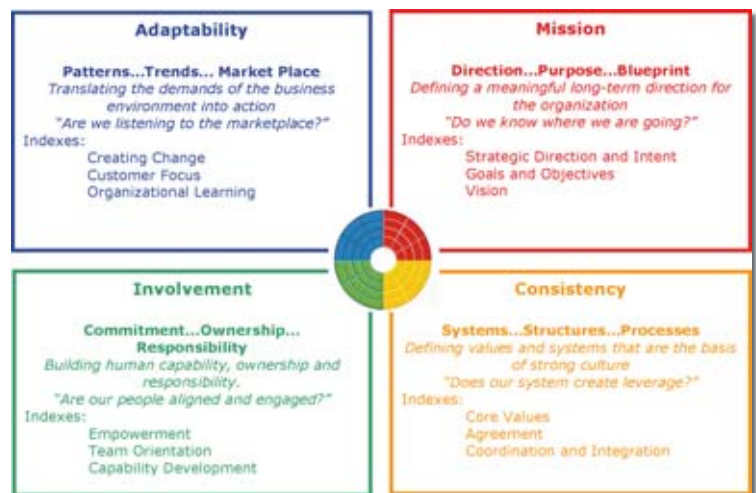 Adaptability
Patterns...Trends... Market Place
Translating the demands of the business
environment into action
"Are we listening to the marketplace?"
Indexes:
Creating Change
Customer Focus
Organizational Learning
Mission
Direction...Purpose...Blueprint
Defining a meaningful long-term direction for
the organization
"Do we know where we are going?"
Indexes:
Strategic Direction and Intent
Goals and Objectives
Vision
Involvement
Commitment...Ownership...
Responsibility
Building human capability, ownership and
responsibility.
"Are our people aligned and engaged?"
Indexes:
Empowerment
Team Orientation
Capability Development
Consistency
Systems...Structures...Processes
Defining values and systems that are the basis
of strong culture
"Does our system create leverage?"
Indexes:
Core Values
Agreement
Coordination and Integration